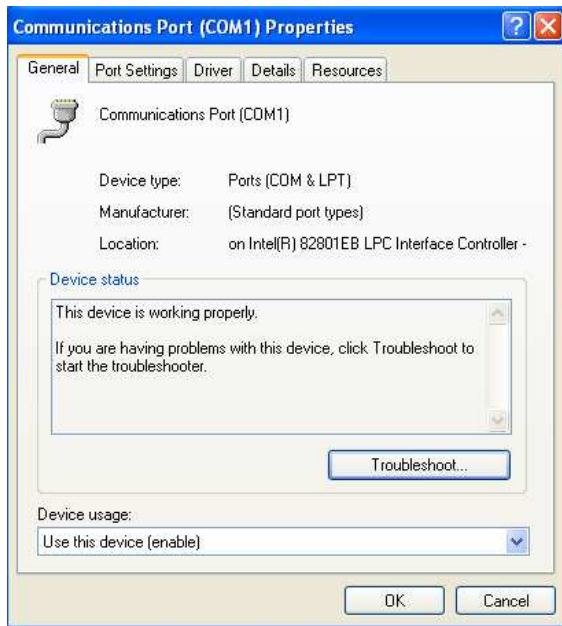 Communications Port (COM1) Properties
General Port Settings Driver Details Resources
Communications Port (COM1)
Device type: Ports (COM & LPT)
Manufacturer: (Standard port types)
Location: on Intel(R) 82801EB LPC Interface Controller -
Device status
This device is working properly.
If you are having problems with this device, click Troubleshoot to
start the troubleshooter.
Troubleshoot...
Device usage:
Use this device (enable)
OK Cancel